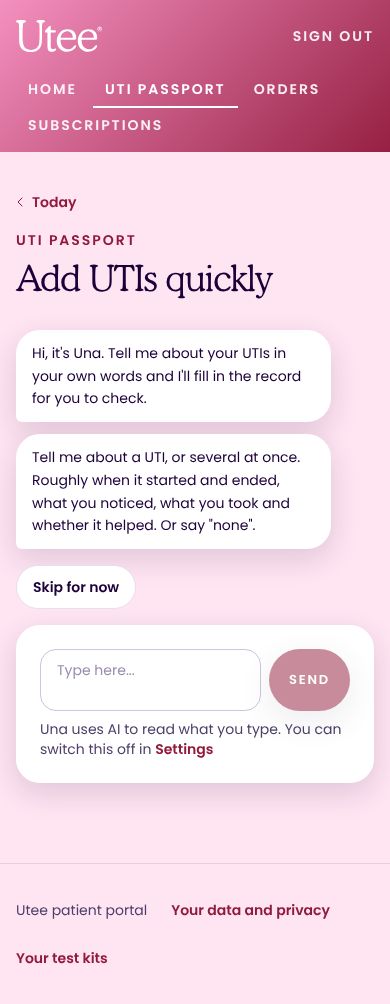 Utee®
SIGN OUT
HOME
UTI PASSPORT
ORDERS
SUBSCRIPTIONS
Today
UTI PASSPORT
Add UTIs quickly
Hi, it's Una. Tell me about your UTIs in
your own words and I'll fill in the record
for you to check.
Tell me about a UTI, or several at once.
Roughly when it started and ended,
what you noticed, what you took and
whether it helped. Or say "none".
Skip for now
Type here...
SEND
Una uses AI to read what you type. You can
switch this off in Settings
Utee patient portal
Your data and privacy
Your test kits